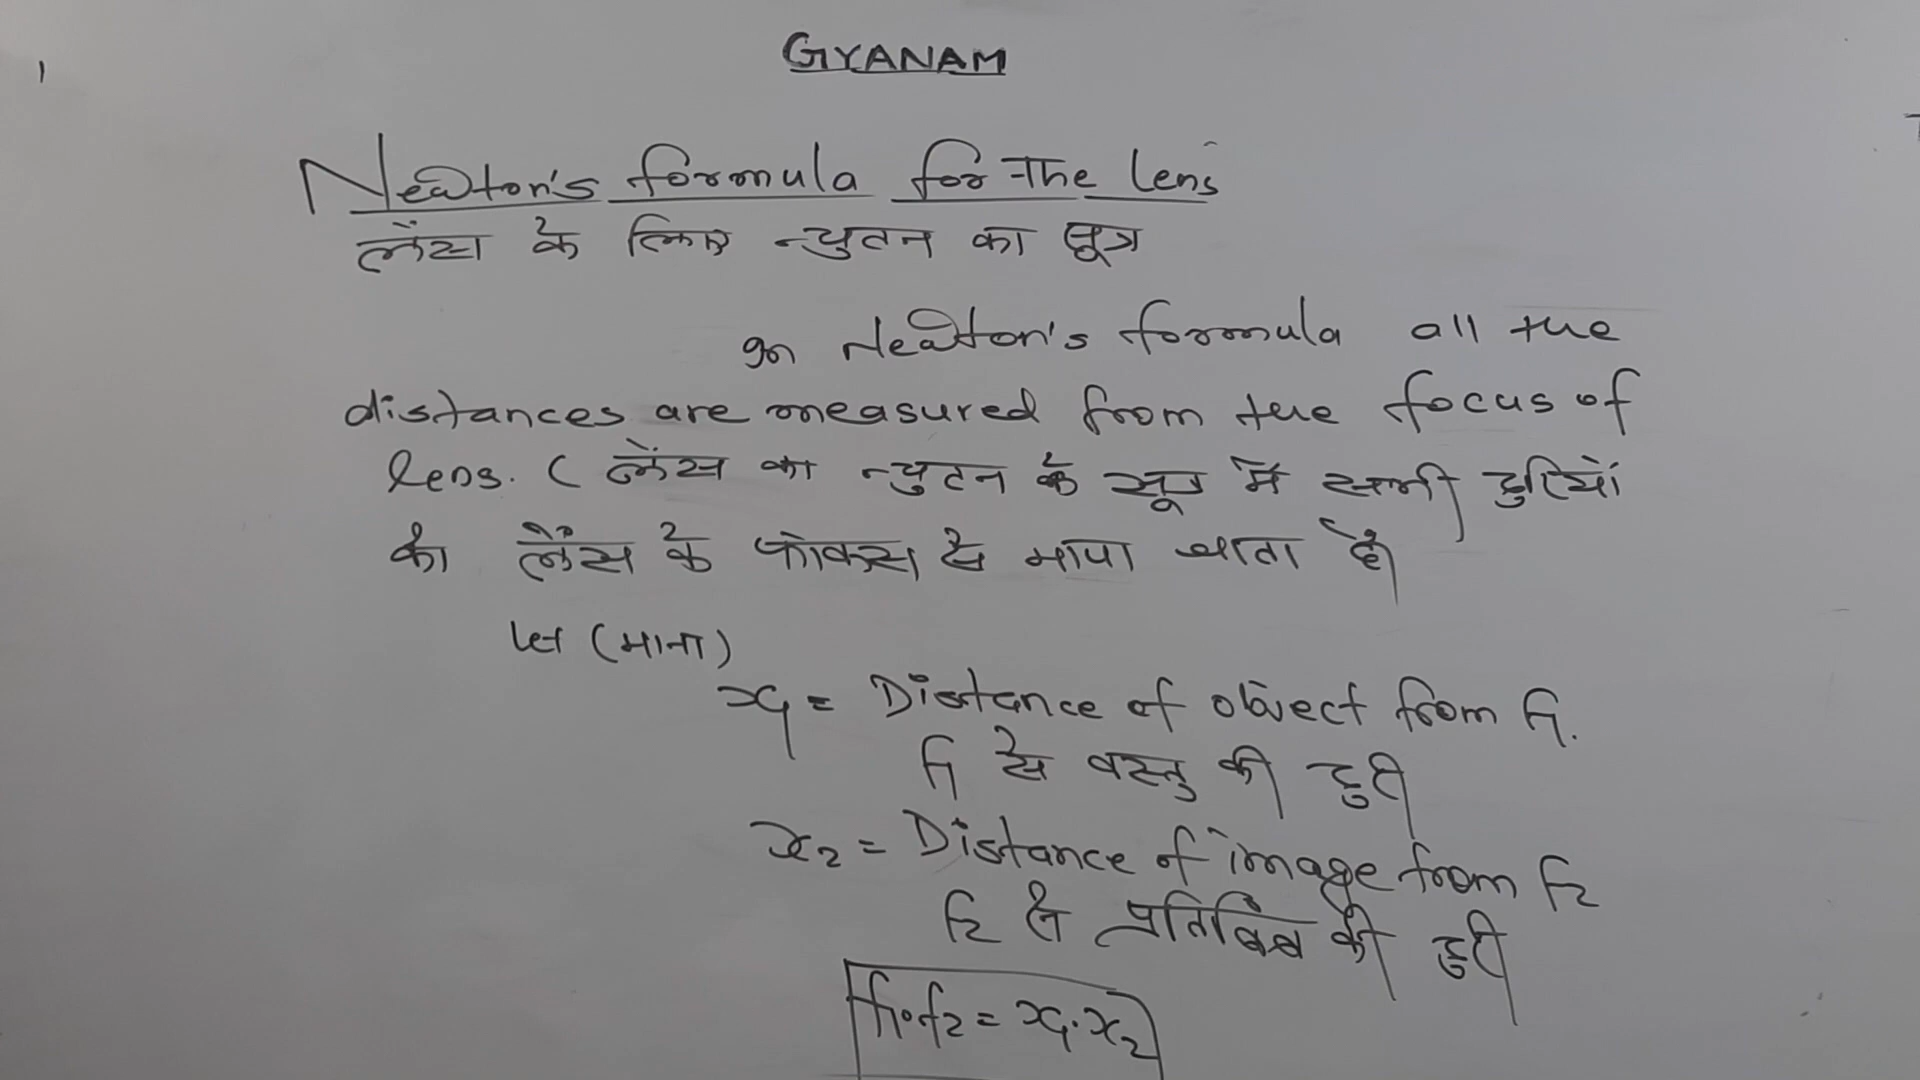 GYANAM
Newton's formula for The lens
लेंस के लिए न्युतन का सूत्र
In Newton's formula all the
distances are measured from the focus of
lens. ( लेंस का न्युटन के सूत्र में सभी दुरियों
को लेंस के फोकस से मापा जाता है।
let (माना)
x₁ = Distance of object from f₁.
f₁ से वस्तु की दुरी
x₂ = Distance of image from f₂
f₂ से प्रतिबिंब की दुरी
f₁.f₂ = x₁.x₂